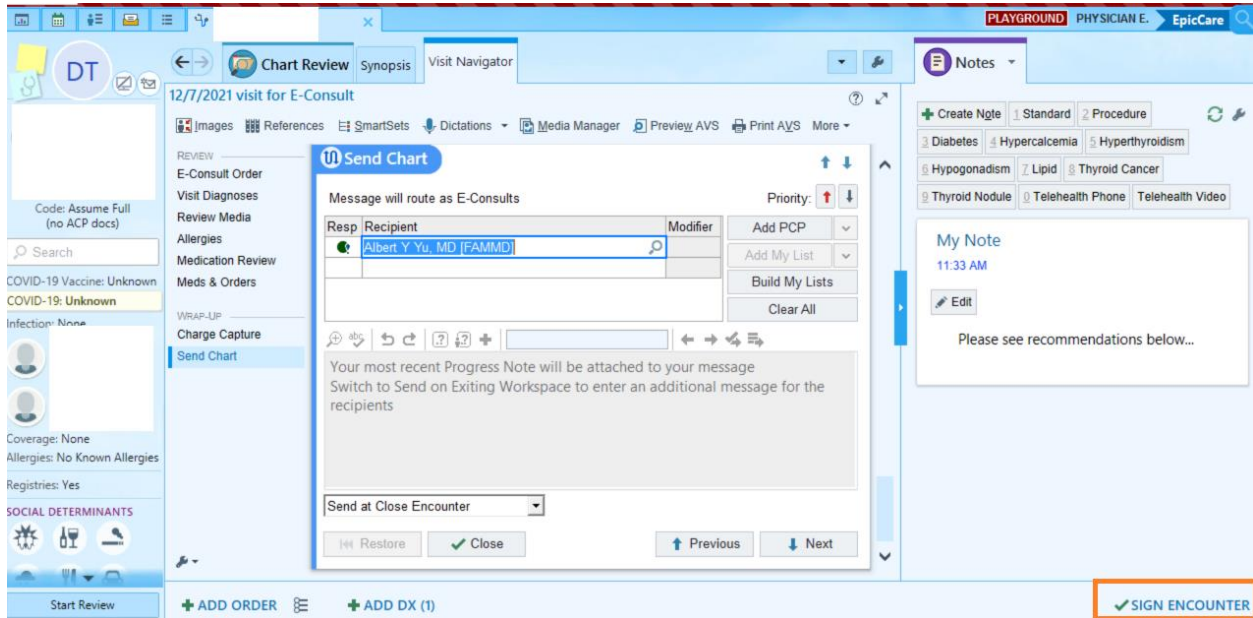 PLAYGROUND PHYSICIAN E. EpicCare
DT
Code: Assume Full
(no ACP docs)
Search
COVID-19 Vaccine: Unknown
COVID-19: Unknown
Infection: None
Coverage: None
Allergies: No Known Allergies
Registries: Yes
SOCIAL DETERMINANTS
Start Review
Chart Review Synopsis Visit Navigator
12/7/2021 visit for E-Consult
Images References SmartSets Dictations Media Manager Preview AVS Print AVS More
REVIEW
E-Consult Order
Visit Diagnoses
Review Media
Allergies
Medication Review
Meds & Orders
WRAP-UP
Charge Capture
Send Chart
Send Chart
Message will route as E-Consults Priority:
Resp Recipient Modifier
Albert Y Yu, MD [FAMMD]
Add PCP
Add My List
Build My Lists
Clear All
Your most recent Progress Note will be attached to your message
Switch to Send on Exiting Workspace to enter an additional message for the
recipients
Send at Close Encounter
Restore Close Previous Next
ADD ORDER ADD DX (1)
Notes
Create Note 1 Standard 2 Procedure
3 Diabetes 4 Hypercalcemia 5 Hyperthyroidism
6 Hypogonadism 7 Lipid 8 Thyroid Cancer
9 Thyroid Nodule 0 Telehealth Phone Telehealth Video
My Note
11:33 AM
Edit
Please see recommendations below...
SIGN ENCOUNTER